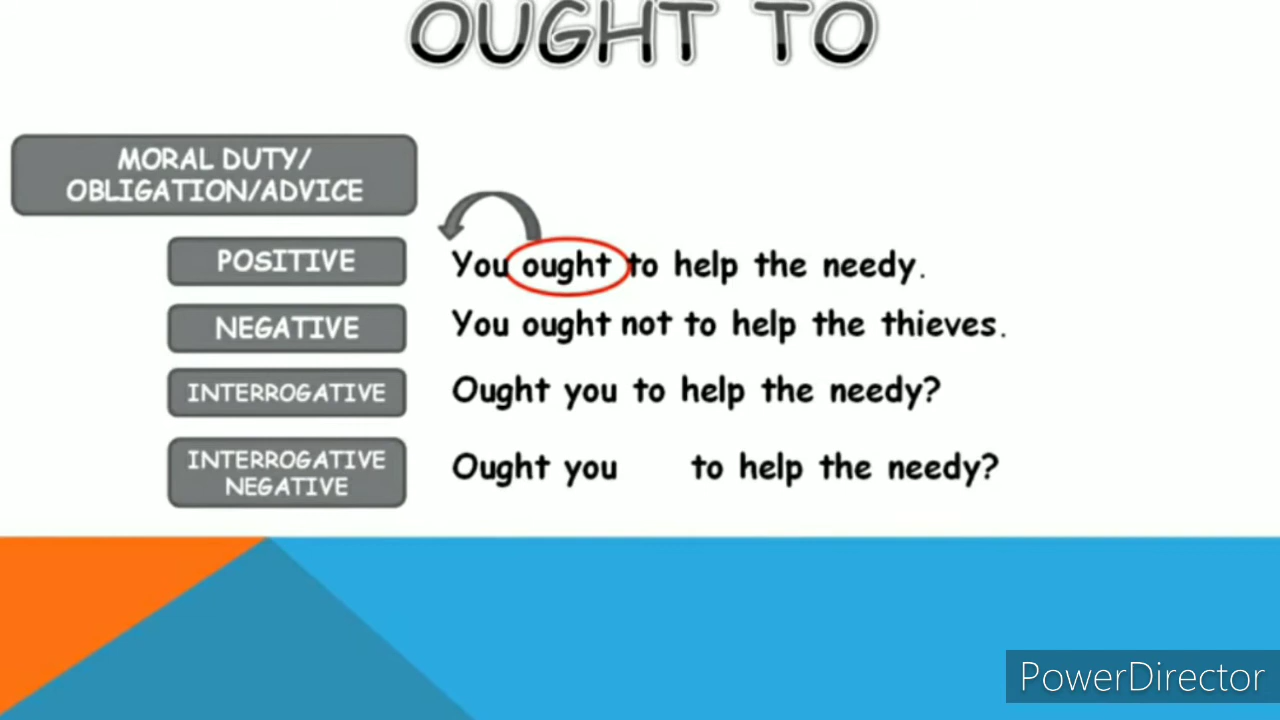 OUGHT TO
MORAL DUTY/
OBLIGATION/ADVICE
POSITIVE
You ought to help the needy.
NEGATIVE
You ought not to help the thieves.
INTERROGATIVE
Ought you to help the needy?
INTERROGATIVE
NEGATIVE
Ought you to help the needy?
PowerDirector